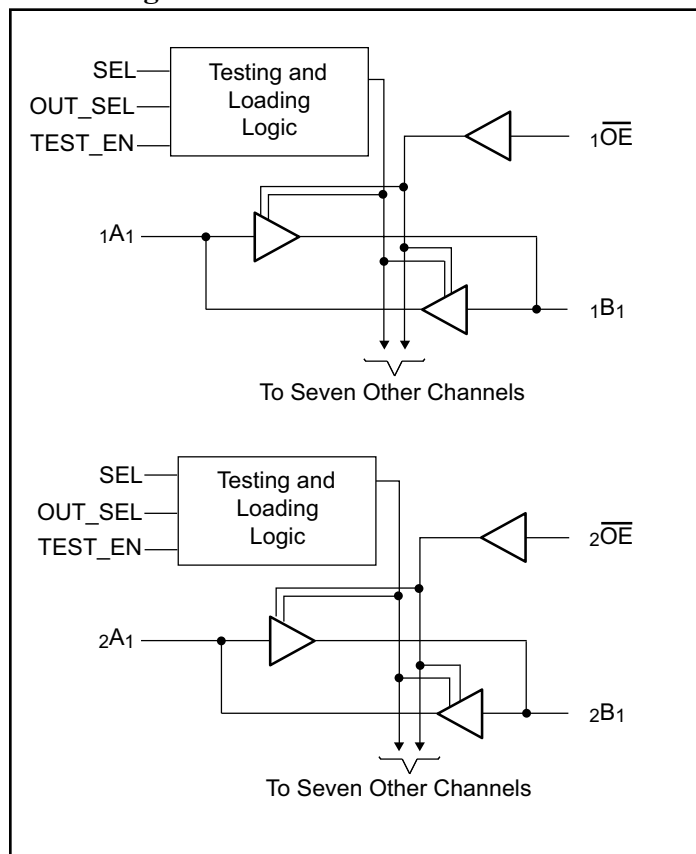 SEL
OUT_SEL
TEST_EN
Testing and
Loading
Logic
1OE
1A1
1B1
To Seven Other Channels
SEL
OUT_SEL
TEST_EN
Testing and
Loading
Logic
2OE
2A1
2B1
To Seven Other Channels